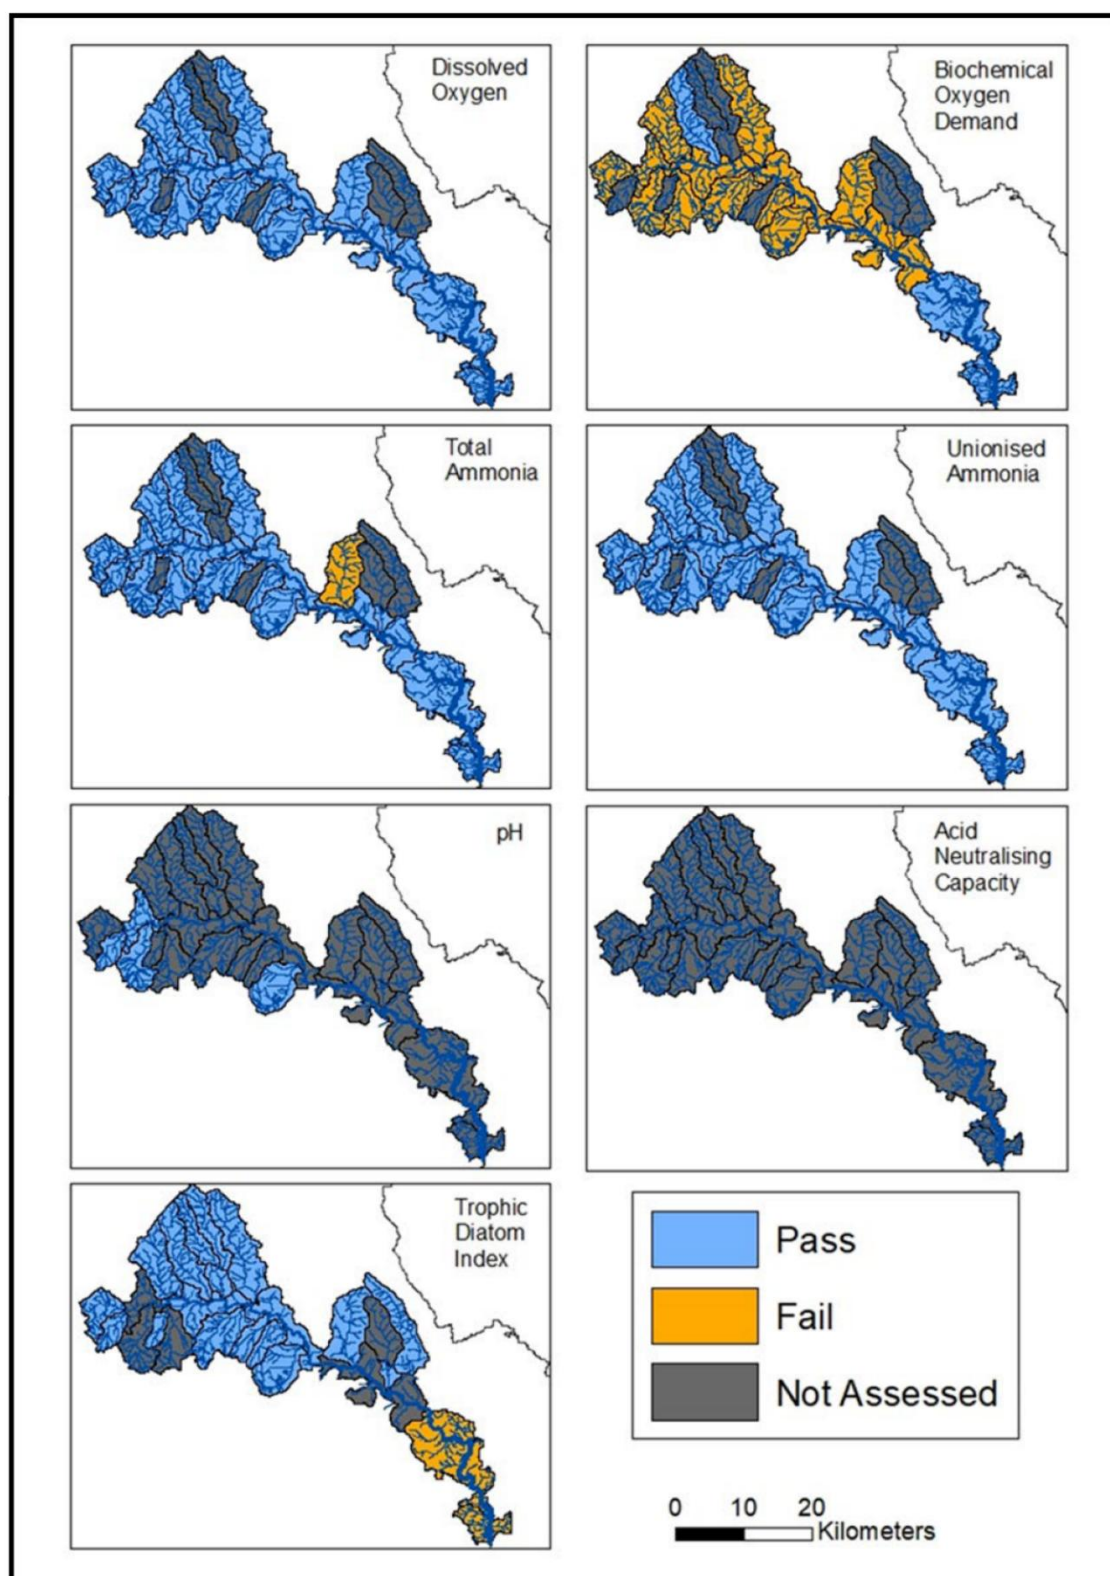 Dissolved
Oxygen
Biochemical
Oxygen
Demand
Total
Ammonia
Unionised
Ammonia
pH
Acid
Neutralising
Capacity
Trophic
Diatom
Index
Pass
Fail
Not Assessed
0 10 20
Kilometers